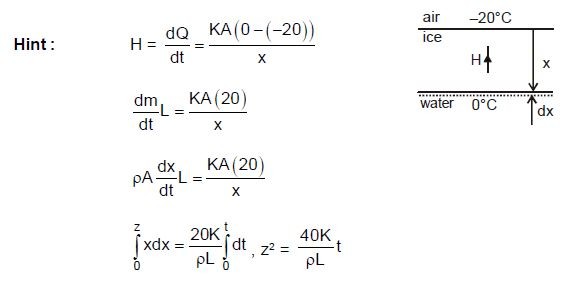 Hint : H = dQ/dt = KA(0–(–20))/x
dm/dt L = KA(20)/x
ρA dx/dt L = KA(20)/x
∫₀ᶻ xdx = 20K/ρL ∫₀ᵗ dt , z² = 40K/ρL t
air –20°C
ice
H
x
water 0°C
dx